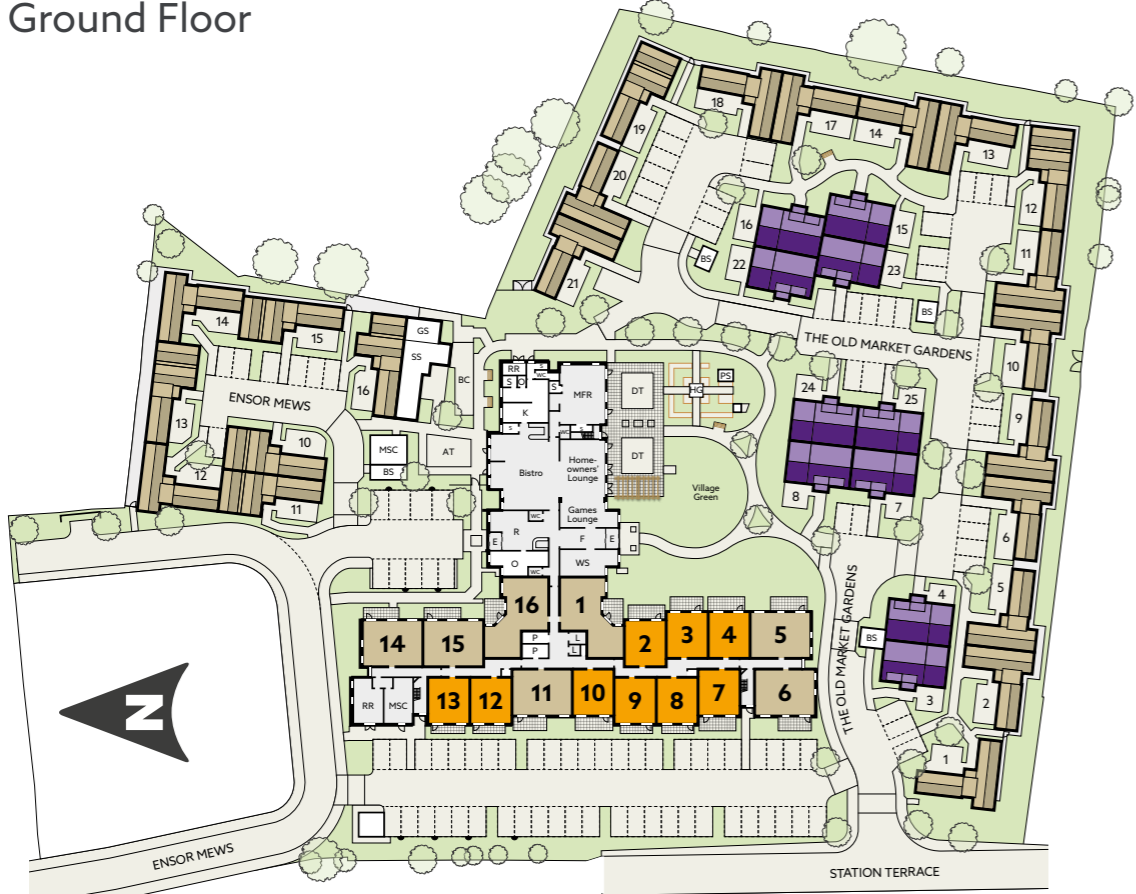 Ground Floor
18
17
14
13
19
20
12
16
15
11
BS
22
23
21
BS
THE OLD MARKET GARDENS
14
GS
15
SS
RR
S
WC
S
O
S
K
MFR
DT
HG
PS
10
BC
16
24
25
ENSOR MEWS
9
13
10
S
WC
S
MSC
AT
BS
Bistro
Home-
owners'
Lounge
DT
12
11
Village
Green
8
7
WC
Games
Lounge
6
R
E
F
E
O
WS
WC
5
4
THE OLD MARKET GARDENS
16
1
BS
14
15
P
P
L
L
2
3
4
5
3
2
RR
MSC
13
12
11
10
9
8
7
6
N
1
ENSOR MEWS
STATION TERRACE